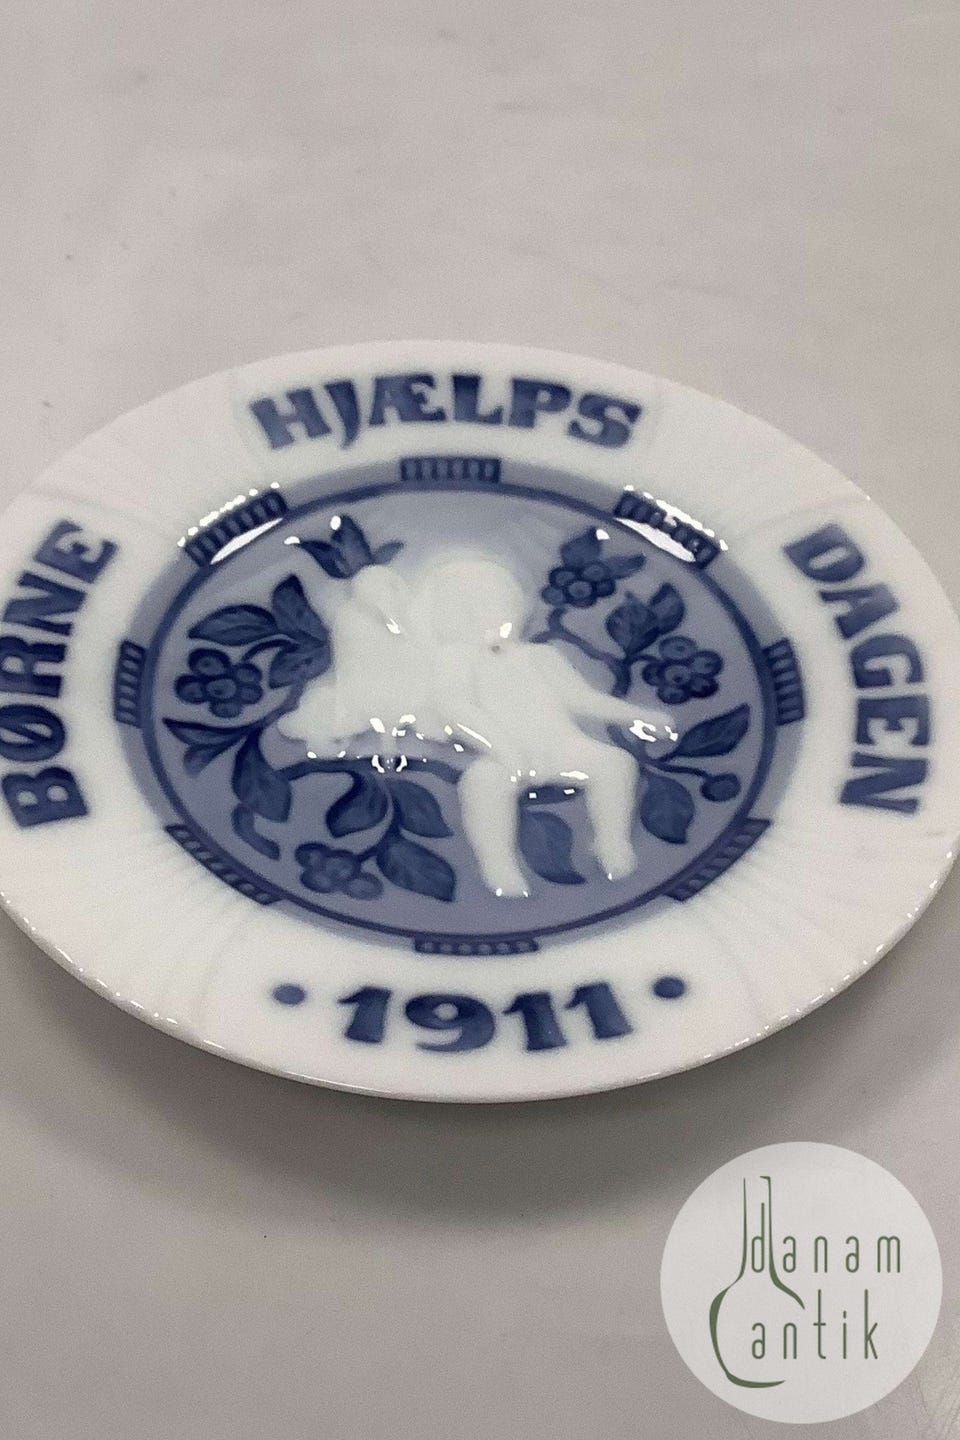 BØRNE
HJÆLPS
DAGEN
• 1911 •
danam
antik